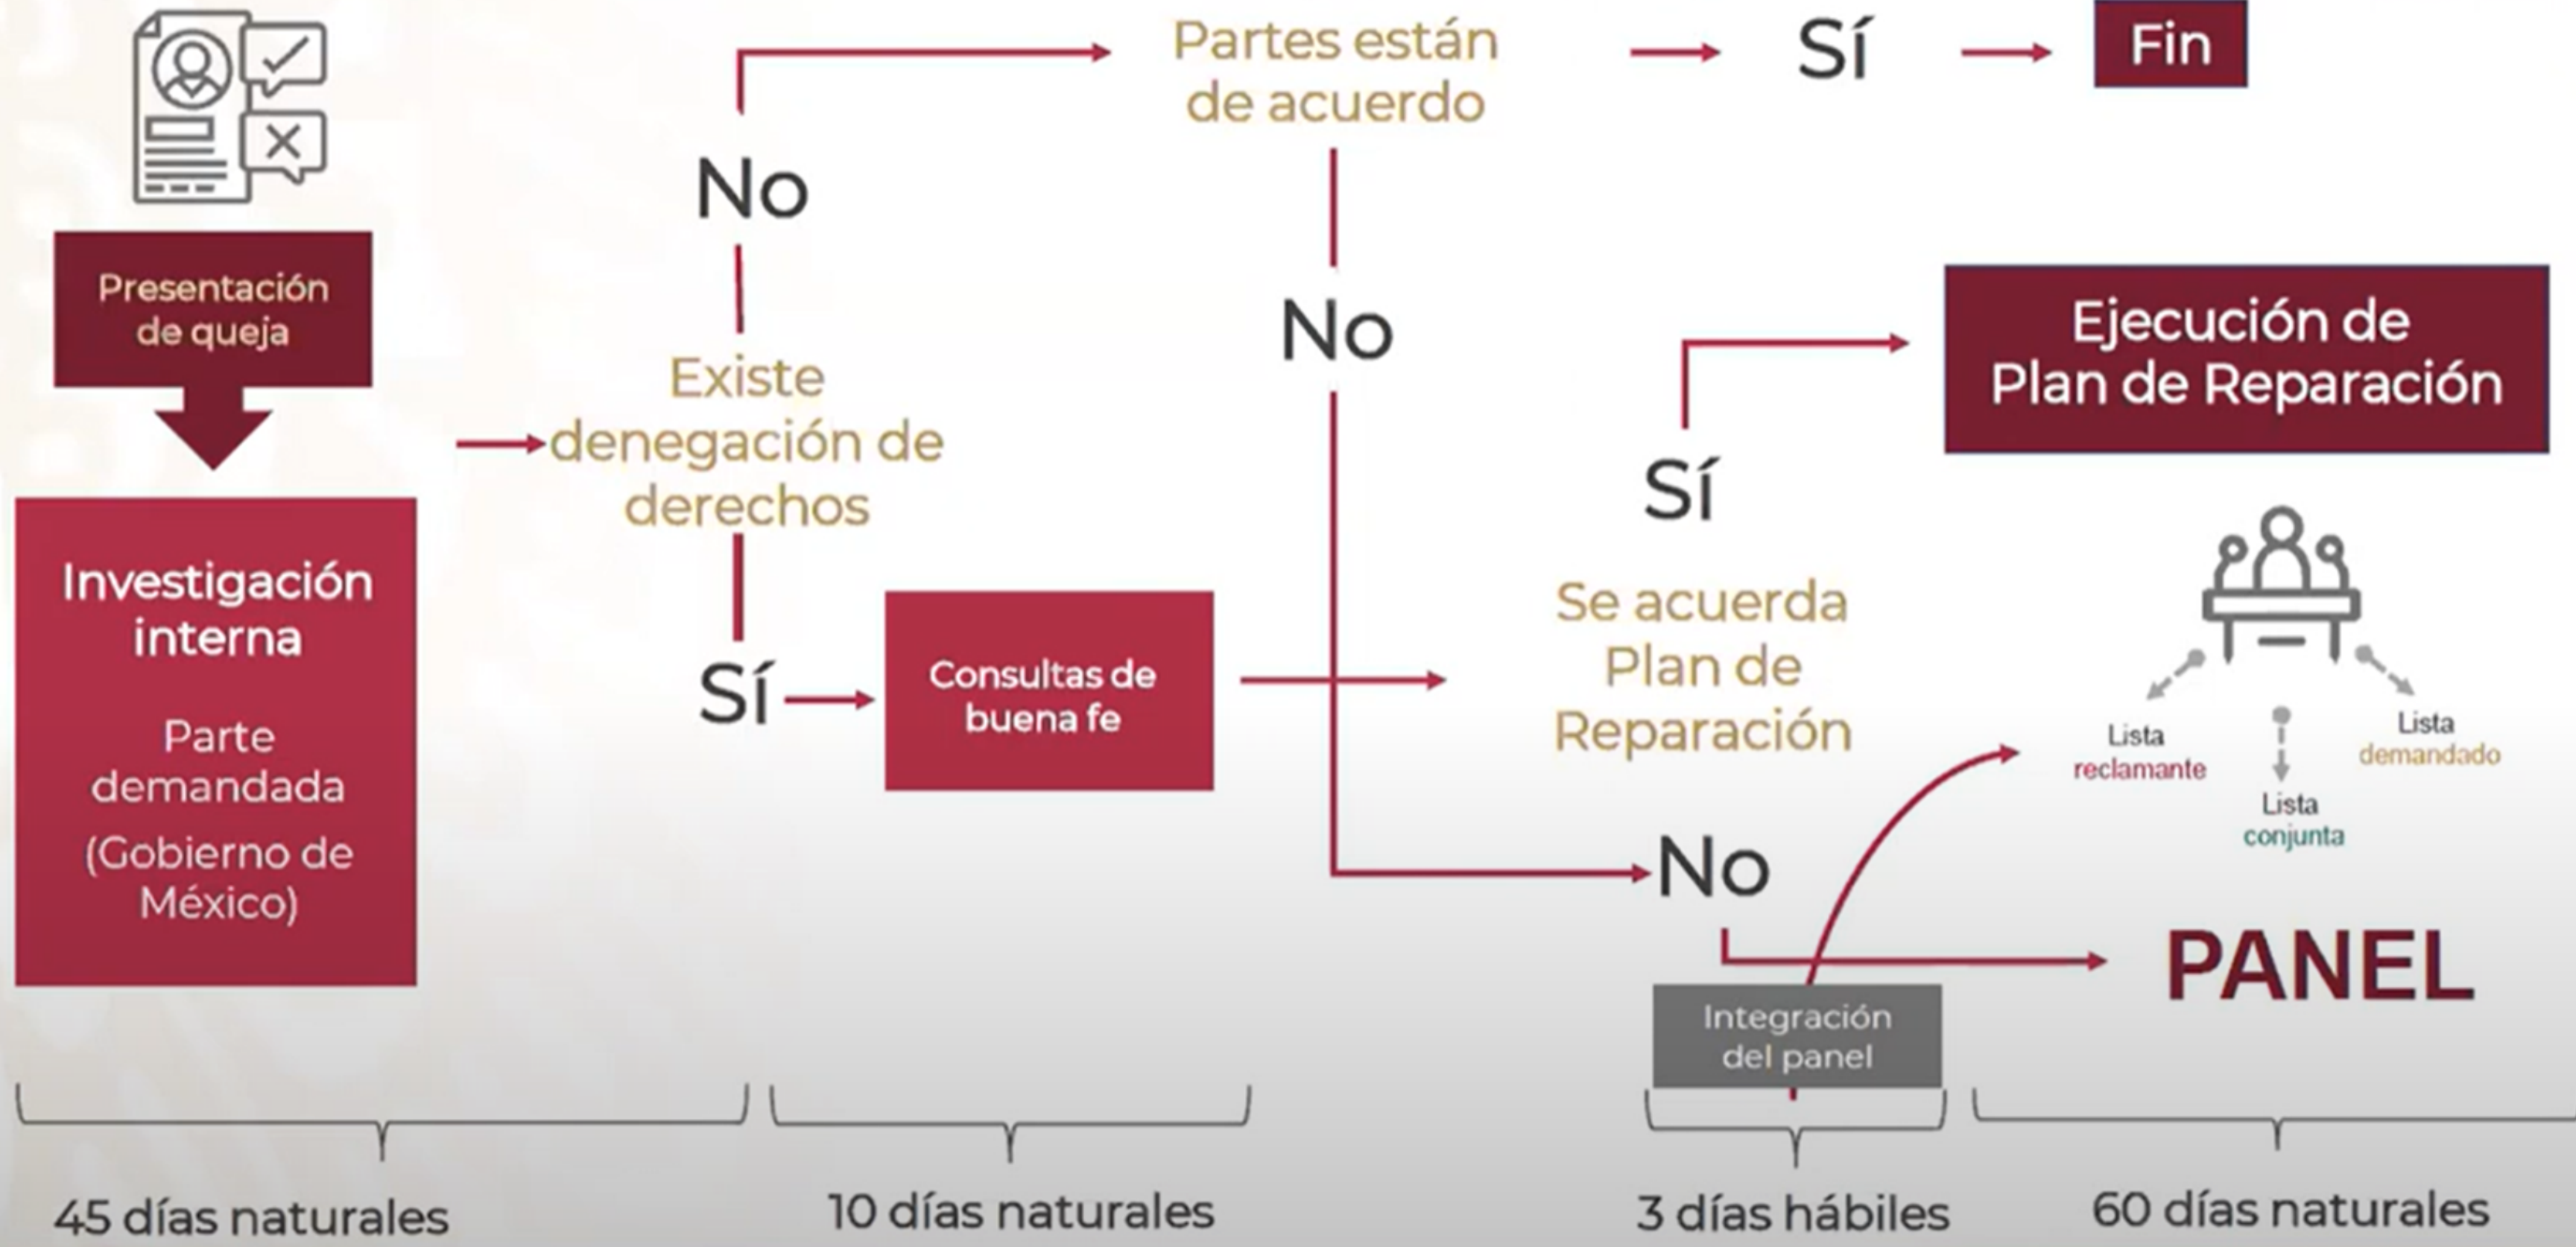 Presentación
de queja
Investigación
interna
Parte
demandada
(Gobierno de
México)
Existe
denegación de
derechos
No
Partes están
de acuerdo
Sí
Fin
No
Sí
Consultas de
buena fe
Se acuerda
Plan de
Reparación
Sí
Ejecución de
Plan de Reparación
No
Integración
del panel
Lista
reclamante
Lista
conjunta
Lista
demandado
PANEL
45 días naturales
10 días naturales
3 días hábiles
60 días naturales